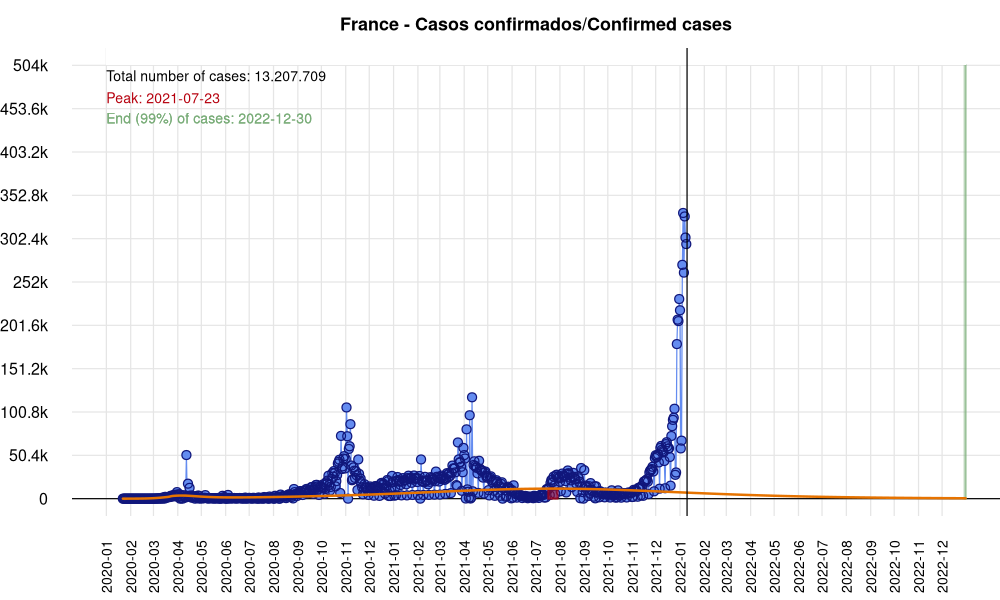 France - Casos confirmados/Confirmed cases
Total number of cases: 13.207.709
Peak: 2021-07-23
End (99%) of cases: 2022-12-30
504k
453.6k
403.2k
352.8k
302.4k
252k
201.6k
151.2k
100.8k
50.4k
0
2020-01
2020-02
2020-03
2020-04
2020-05
2020-06
2020-07
2020-08
2020-09
2020-10
2020-11
2020-12
2021-01
2021-02
2021-03
2021-04
2021-05
2021-06
2021-07
2021-08
2021-09
2021-10
2021-11
2021-12
2022-01
2022-02
2022-03
2022-04
2022-05
2022-06
2022-07
2022-08
2022-09
2022-10
2022-11
2022-12